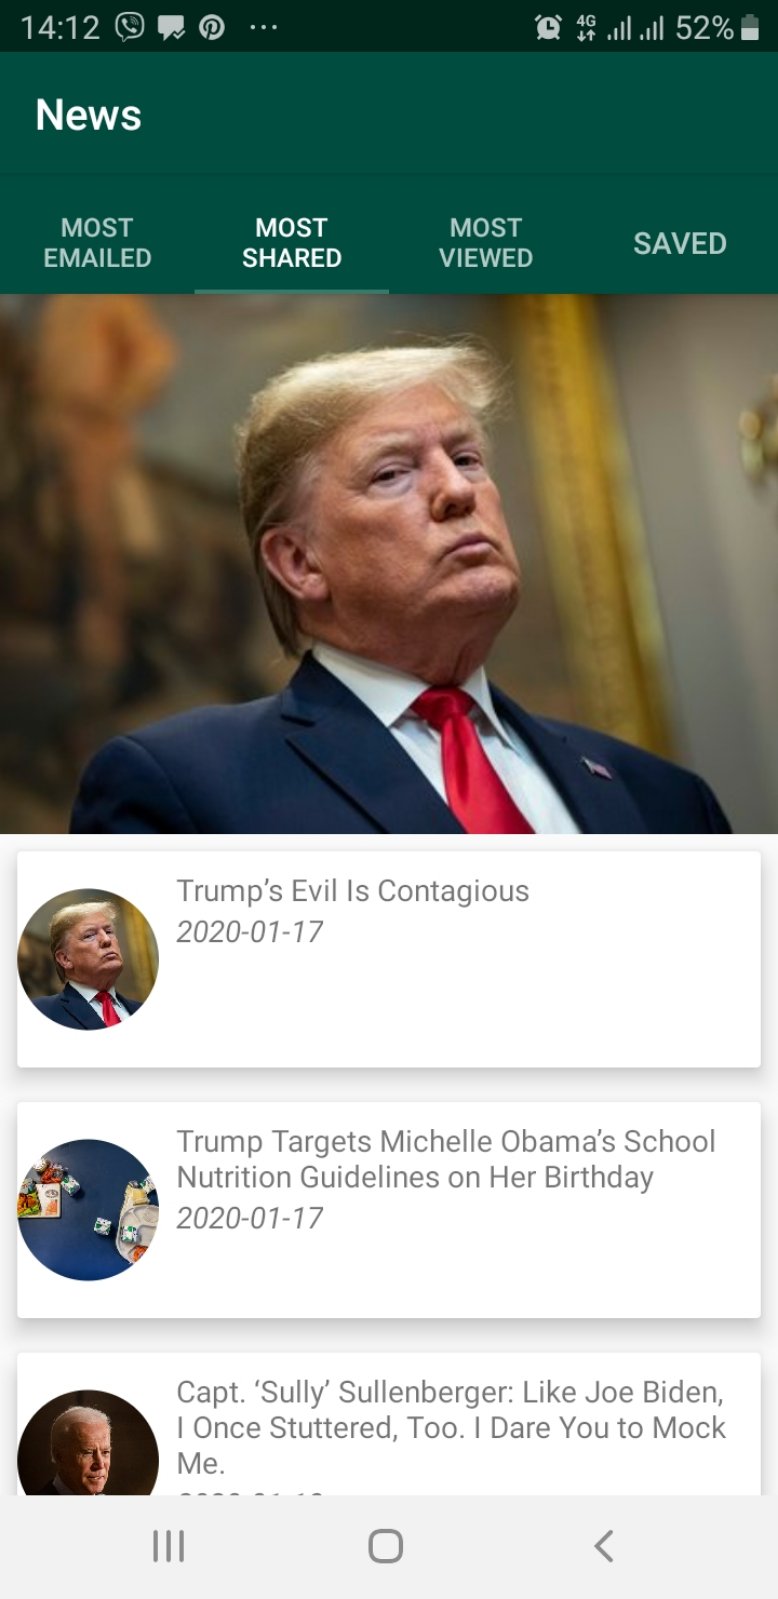 14:12
4G
52%
News
MOST
EMAILED
MOST
SHARED
MOST
VIEWED
SAVED
Trump’s Evil Is Contagious
2020-01-17
Trump Targets Michelle Obama’s School
Nutrition Guidelines on Her Birthday
2020-01-17
Capt. ‘Sully’ Sullenberger: Like Joe Biden,
I Once Stuttered, Too. I Dare You to Mock
Me.